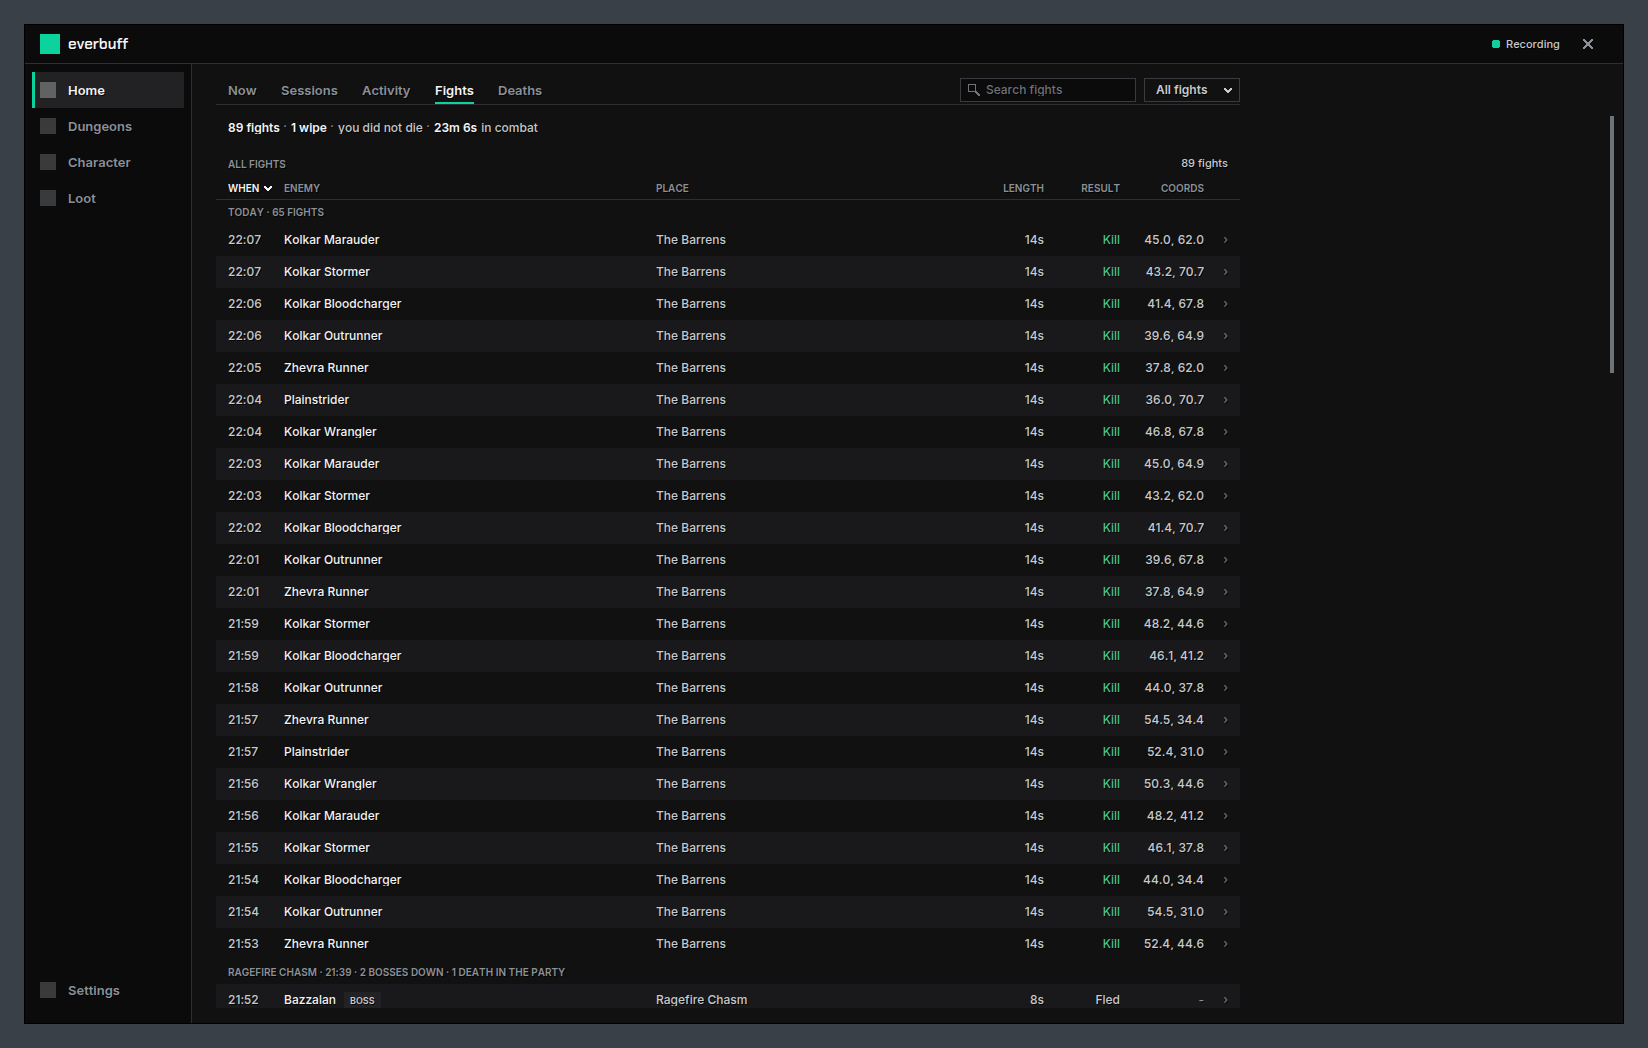 everbuff
Recording
Home
Dungeons
Character
Loot
Settings
Now Sessions Activity Fights Deaths
Search fights
All fights
89 fights · 1 wipe · you did not die · 23m 6s in combat
ALL FIGHTS 89 fights
WHEN ENEMY PLACE LENGTH RESULT COORDS
TODAY · 65 FIGHTS
22:07 Kolkar Marauder The Barrens 14s Kill 45.0, 62.0 ›
22:07 Kolkar Stormer The Barrens 14s Kill 43.2, 70.7 ›
22:06 Kolkar Bloodcharger The Barrens 14s Kill 41.4, 67.8 ›
22:06 Kolkar Outrunner The Barrens 14s Kill 39.6, 64.9 ›
22:05 Zhevra Runner The Barrens 14s Kill 37.8, 62.0 ›
22:04 Plainstrider The Barrens 14s Kill 36.0, 70.7 ›
22:04 Kolkar Wrangler The Barrens 14s Kill 46.8, 67.8 ›
22:03 Kolkar Marauder The Barrens 14s Kill 45.0, 64.9 ›
22:03 Kolkar Stormer The Barrens 14s Kill 43.2, 62.0 ›
22:02 Kolkar Bloodcharger The Barrens 14s Kill 41.4, 70.7 ›
22:01 Kolkar Outrunner The Barrens 14s Kill 39.6, 67.8 ›
22:01 Zhevra Runner The Barrens 14s Kill 37.8, 64.9 ›
21:59 Kolkar Stormer The Barrens 14s Kill 48.2, 44.6 ›
21:59 Kolkar Bloodcharger The Barrens 14s Kill 46.1, 41.2 ›
21:58 Kolkar Outrunner The Barrens 14s Kill 44.0, 37.8 ›
21:57 Zhevra Runner The Barrens 14s Kill 54.5, 34.4 ›
21:57 Plainstrider The Barrens 14s Kill 52.4, 31.0 ›
21:56 Kolkar Wrangler The Barrens 14s Kill 50.3, 44.6 ›
21:56 Kolkar Marauder The Barrens 14s Kill 48.2, 41.2 ›
21:55 Kolkar Stormer The Barrens 14s Kill 46.1, 37.8 ›
21:54 Kolkar Bloodcharger The Barrens 14s Kill 44.0, 34.4 ›
21:54 Kolkar Outrunner The Barrens 14s Kill 54.5, 31.0 ›
21:53 Zhevra Runner The Barrens 14s Kill 52.4, 44.6 ›
RAGEFIRE CHASM · 21:39 · 2 BOSSES DOWN · 1 DEATH IN THE PARTY
21:52 Bazzalan BOSS Ragefire Chasm 8s Fled - ›